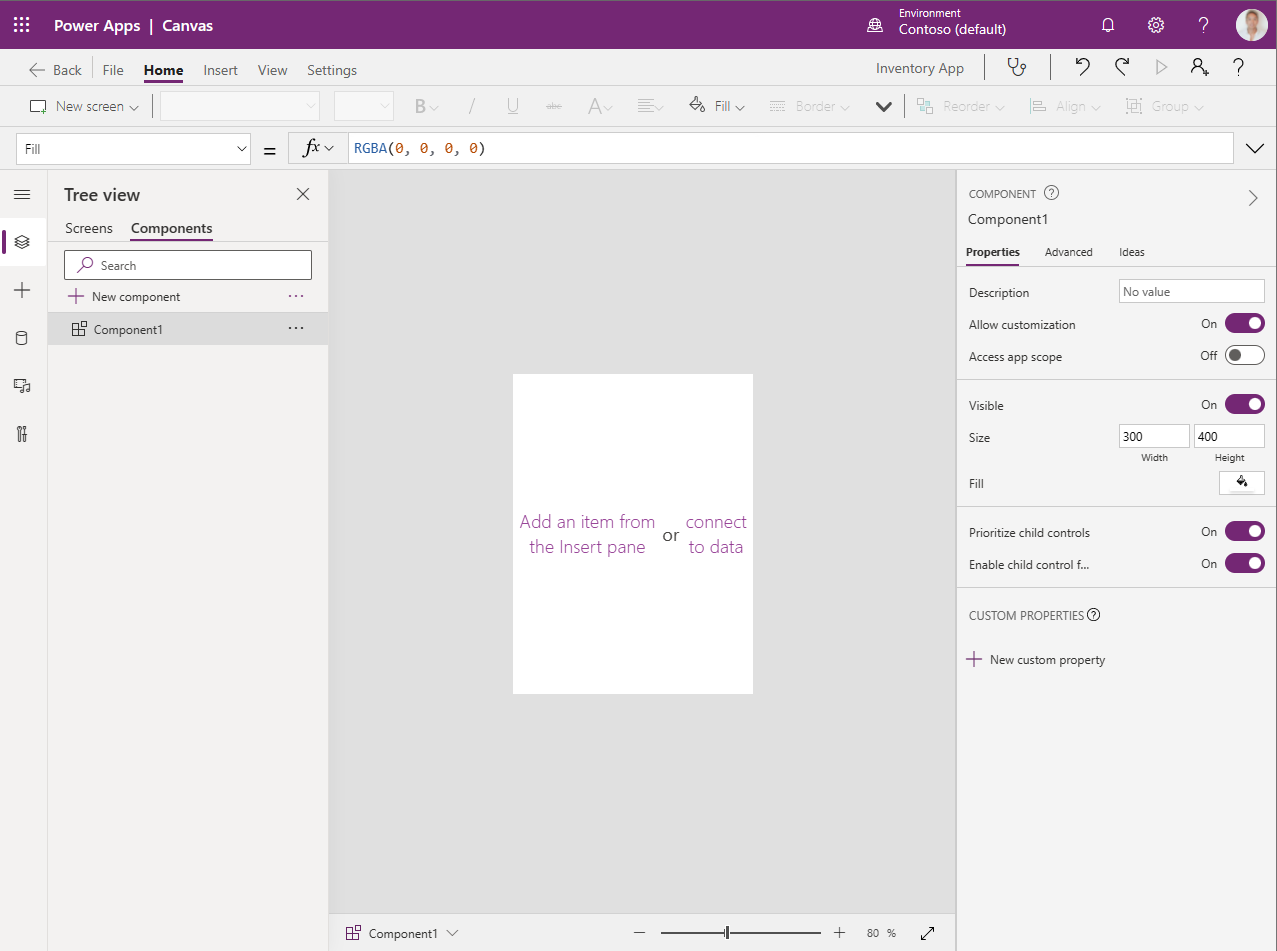 Power Apps | Canvas
Environment
Contoso (default)
Back File Home Insert View Settings Inventory App
New screen B / U abc A Fill Border Reorder Align Group
Fill = fx RGBA(0, 0, 0, 0)
Tree view
Screens Components
Search
New component
Component1
Add an item from
the Insert pane
or
connect
to data
Component1 80 %
COMPONENT
Component1
Properties Advanced Ideas
Description No value
Allow customization On
Access app scope Off
Visible On
Size 300 400
Width Height
Fill
Prioritize child controls On
Enable child control f... On
CUSTOM PROPERTIES
New custom property